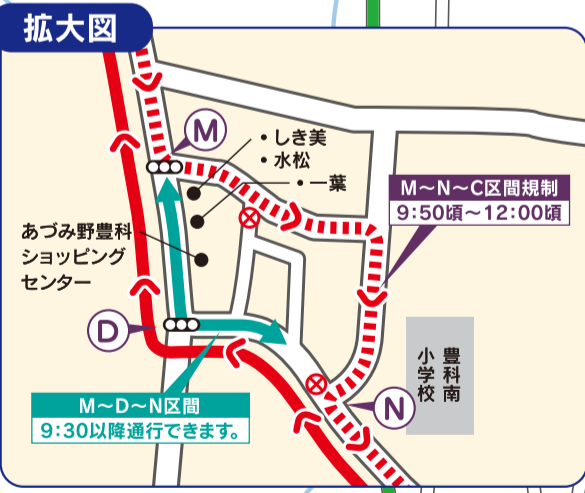 拡大図
M
・しき美
・水松
・一葉
M～N～C区間規制
9:50頃～12:00頃
あづみ野豊科
ショッピング
センター
D
豊科南
小学校
M～D～N区間
9:30以降通行できます。
N